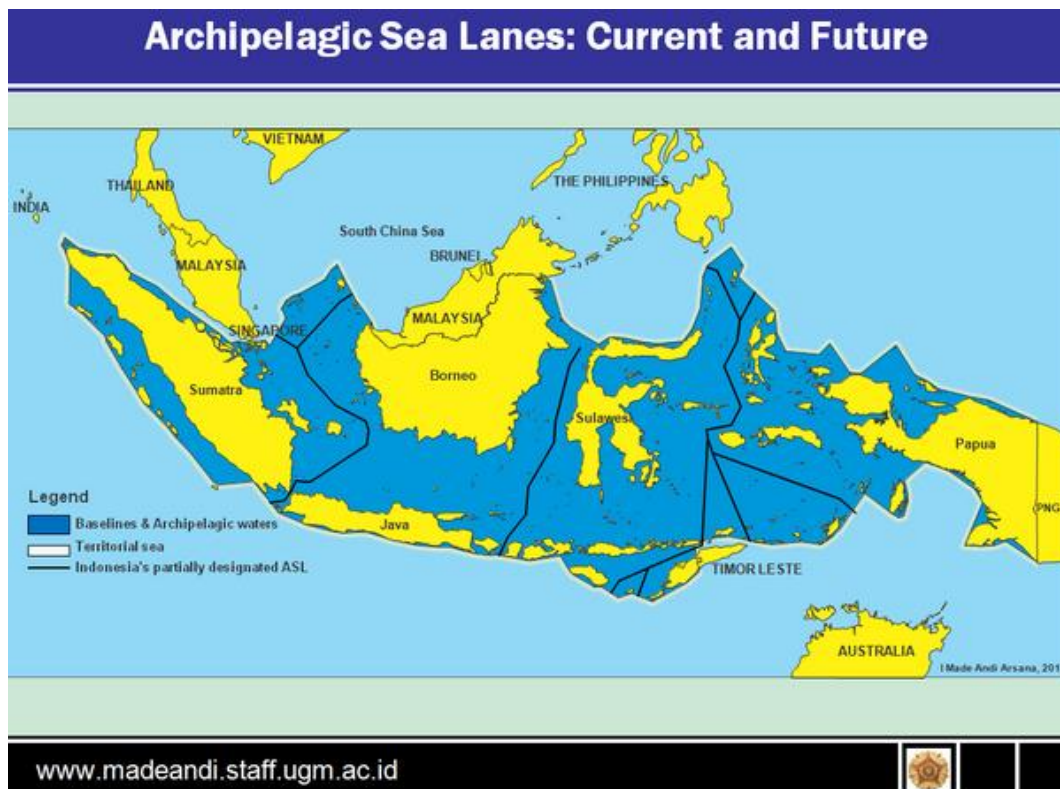 Archipelagic Sea Lanes: Current and Future
VIETNAM
THAILAND
THE PHILIPPINES
INDIA
South China Sea
BRUNEI
MALAYSIA
MALAYSIA
SINGAPORE
Borneo
Sumatra
Sulawesi
Papua
PNG
Legend
Baselines & Archipelagic waters
Java
Territorial sea
Indonesia's partially designated ASL
TIMOR LESTE
AUSTRALIA
I Made Andi Arsana, 201
www.madeandi.staff.ugm.ac.id